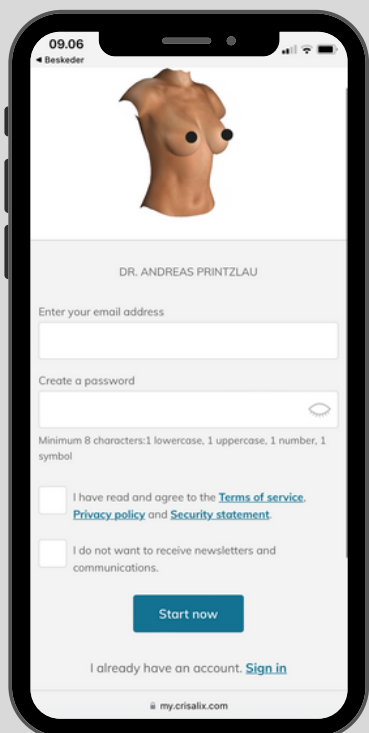 09.06
◀ Beskeder
DR. ANDREAS PRINTZLAU
Enter your email address
Create a password
Minimum 8 characters:1 lowercase, 1 uppercase, 1 number, 1
symbol
I have read and agree to the Terms of service,
Privacy policy and Security statement.
I do not want to receive newsletters and
communications.
Start now
I already have an account. Sign in
my.crisalix.com